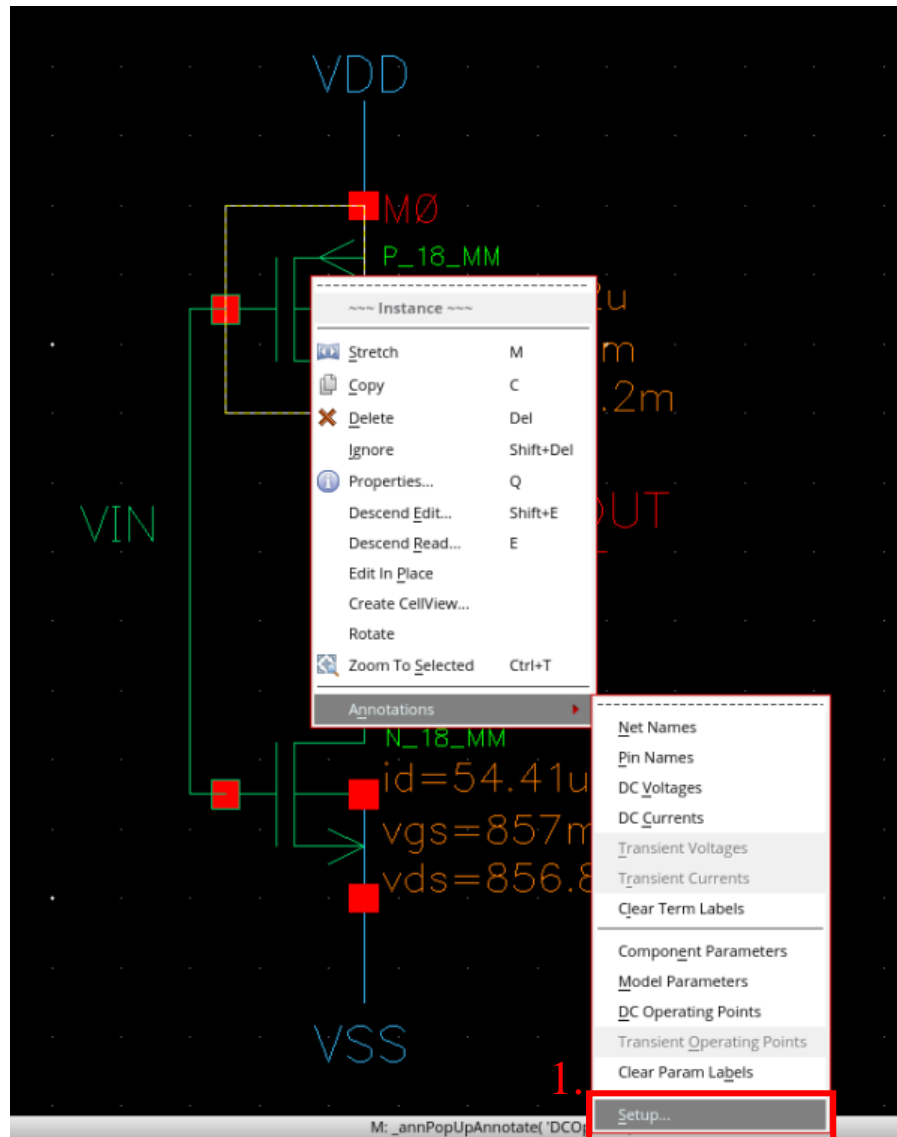 VDD
MØ
P_18_MM
u
~~~ Instance ~~~
Stretch M
m
Copy C
.2m
Delete Del
Ignore Shift+Del
Properties... Q
Descend Edit... Shift+E
UT
VIN
Descend Read... E
Edit In Place
Create CellView...
Rotate
Zoom To Selected Ctrl+T
Annotations
N_18_MM
id=54.41u
vgs=857m
vds=856.8
VSS
Net Names
Pin Names
DC Voltages
DC Currents
Transient Voltages
Transient Currents
Clear Term Labels
Component Parameters
Model Parameters
DC Operating Points
Transient Operating Points
Clear Param Labels
1.
Setup...
M: _annPopUpAnnotate( 'DCOp